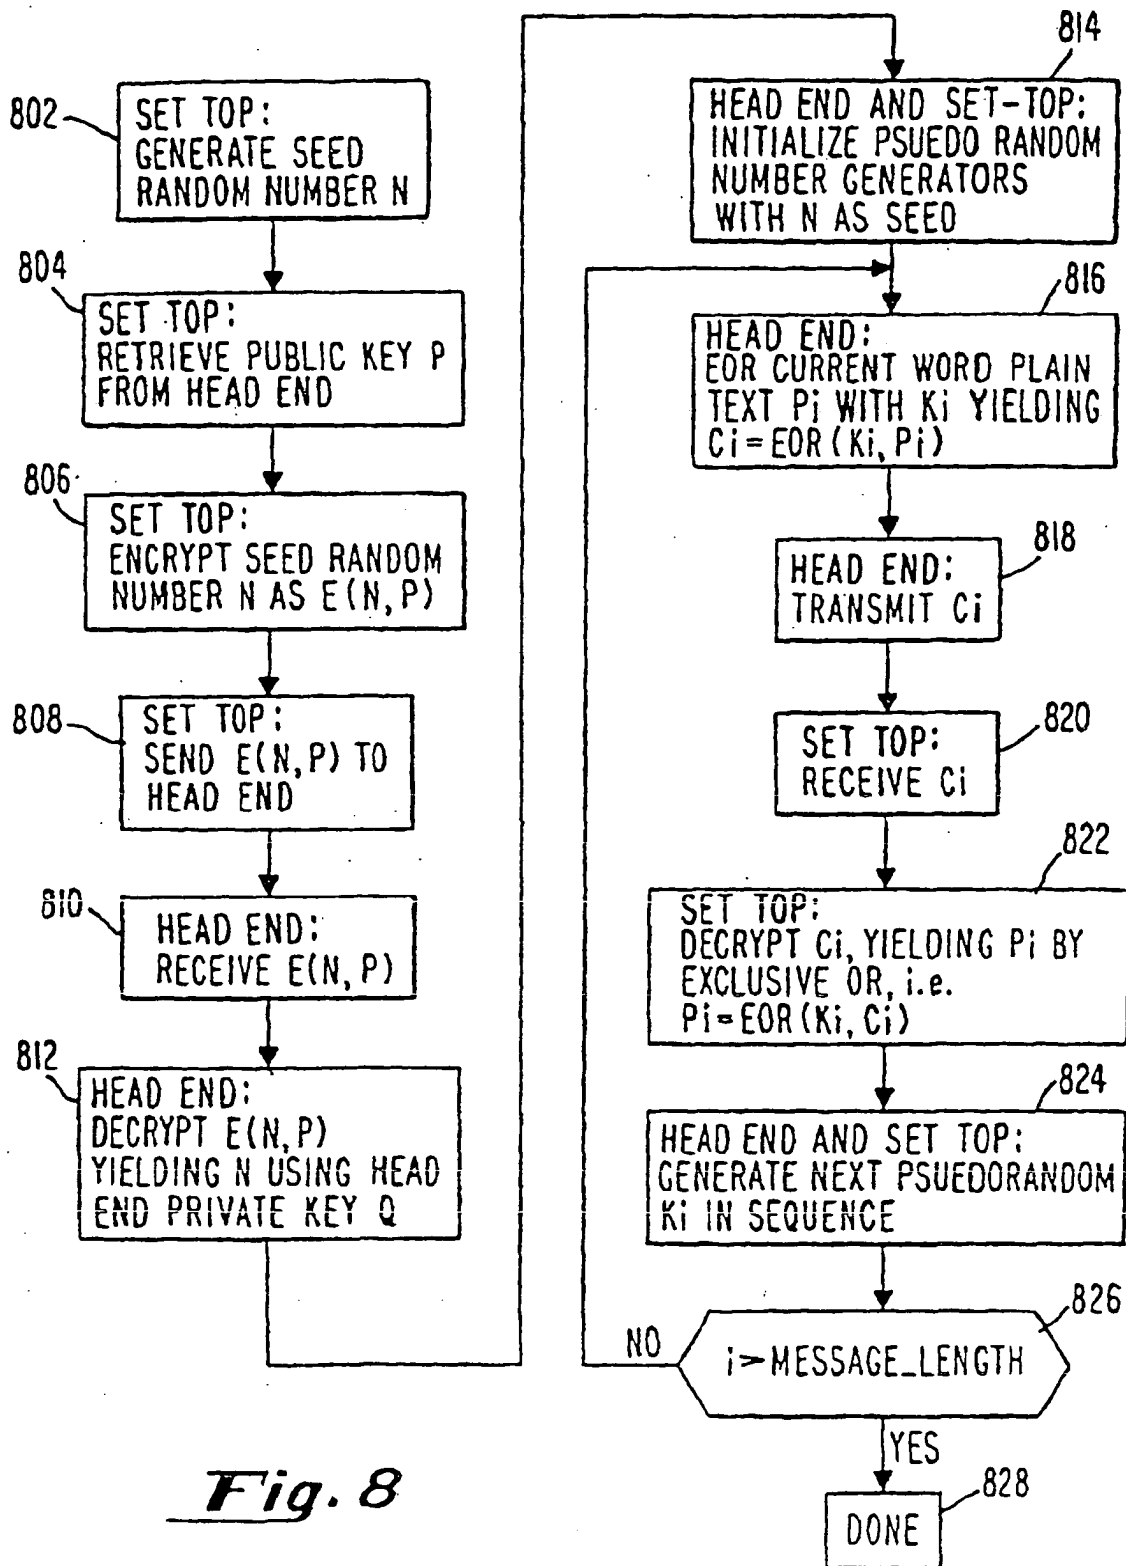 802
SET TOP:
GENERATE SEED
RANDOM NUMBER N
804
SET TOP:
RETRIEVE PUBLIC KEY P
FROM HEAD END
806
SET TOP:
ENCRYPT SEED RANDOM
NUMBER N AS E(N,P)
808
SET TOP:
SEND E(N,P) TO
HEAD END
810
HEAD END:
RECEIVE E(N,P)
812
HEAD END:
DECRYPT E(N,P)
YIELDING N USING HEAD
END PRIVATE KEY Q
814
HEAD END AND SET-TOP:
INITIALIZE PSUEDO RANDOM
NUMBER GENERATORS
WITH N AS SEED
816
HEAD END:
EOR CURRENT WORD PLAIN
TEXT Pi WITH Ki YIELDING
Ci=EOR(Ki,Pi)
818
HEAD END:
TRANSMIT Ci
820
SET TOP:
RECEIVE Ci
822
SET TOP:
DECRYPT Ci, YIELDING Pi BY
EXCLUSIVE OR, i.e.
Pi=EOR(Ki,Ci)
824
HEAD END AND SET TOP:
GENERATE NEXT PSUEDORANDOM
Ki IN SEQUENCE
826
i>MESSAGE_LENGTH
NO
YES
828
DONE
Fig. 8